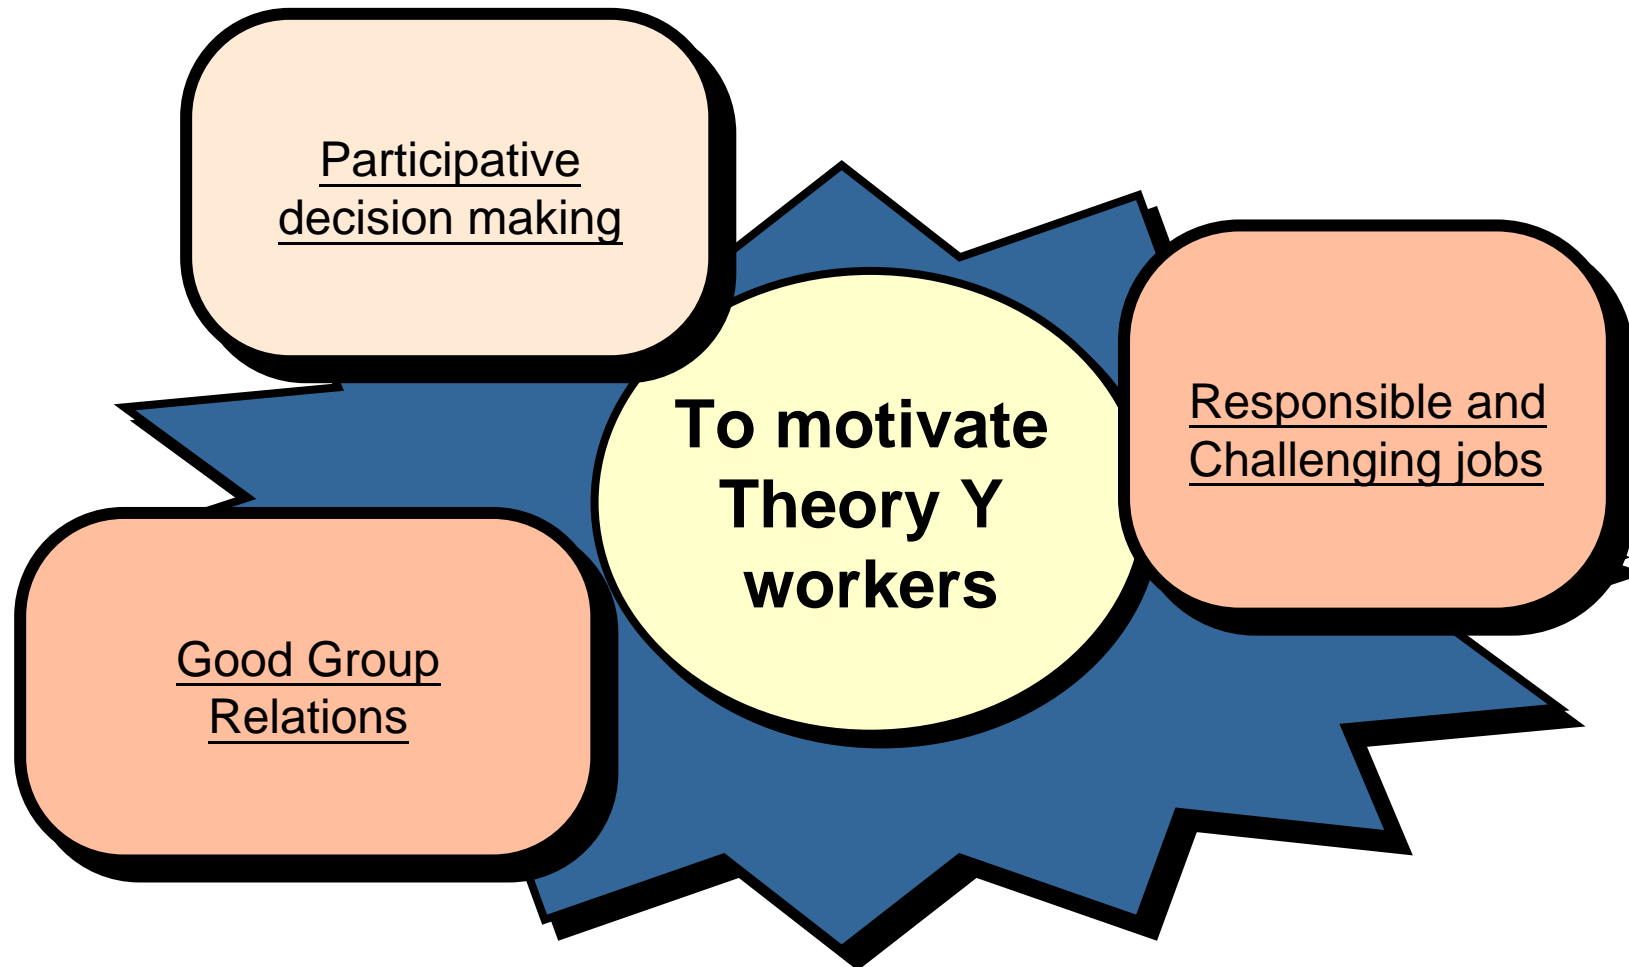 Participative
decision making
To motivate
Theory Y
workers
Responsible and
Challenging jobs
Good Group
Relations